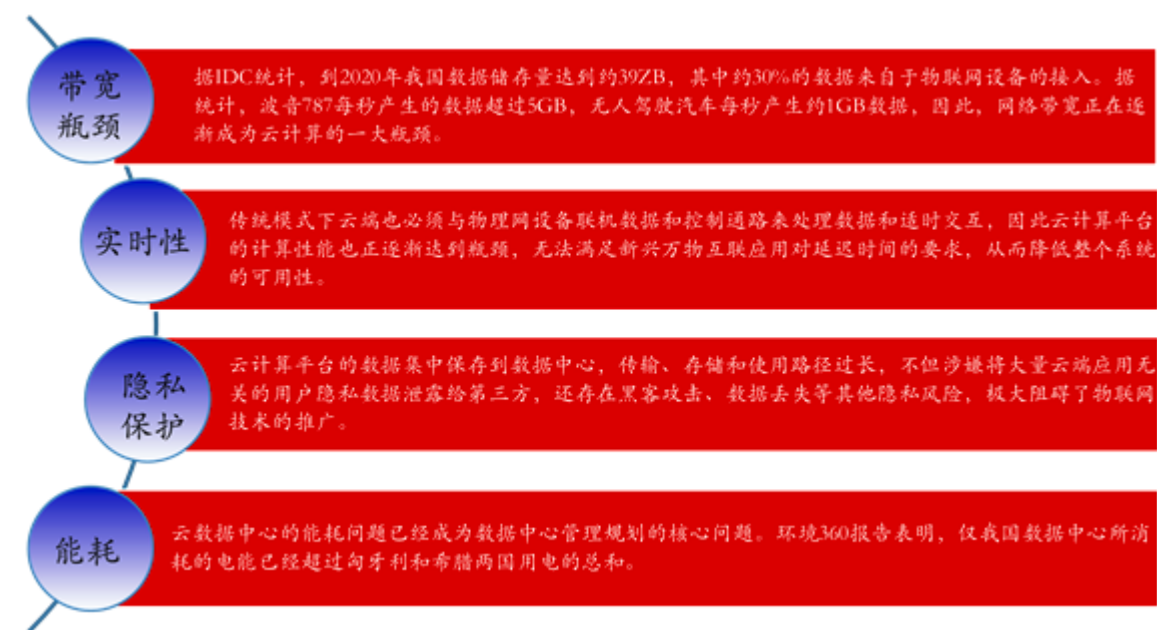 带宽
瓶颈
据IDC统计，到2020年我国数据储存量达到约39ZB，其中约30%的数据来自于物联网设备的接入。据
统计，波音787每秒产生的数据超过5GB，无人驾驶汽车每秒产生约1GB数据，因此，网络带宽正在逐
渐成为云计算的一大瓶颈。
实时性
传统模式下云端也必须与物理网设备联机数据和控制通路来处理数据和适时交互，因此云计算平台
的计算性能也正逐渐达到瓶颈，无法满足新兴万物互联应用对延迟时间的要求，从而降低整个系统
的可用性。
隐私
保护
云计算平台的数据集中保存到数据中心，传输、存储和使用路径过长，不但涉嫌将大量云端应用无
关的用户隐私数据泄露给第三方，还存在黑客攻击、数据丢失等其他隐私风险，极大阻碍了物联网
技术的推广。
能耗
云数据中心的能耗问题已经成为数据中心管理规划的核心问题。环境360报告表明，仅我国数据中心所消
耗的电能已经超过匈牙利和希腊两国用电的总和。